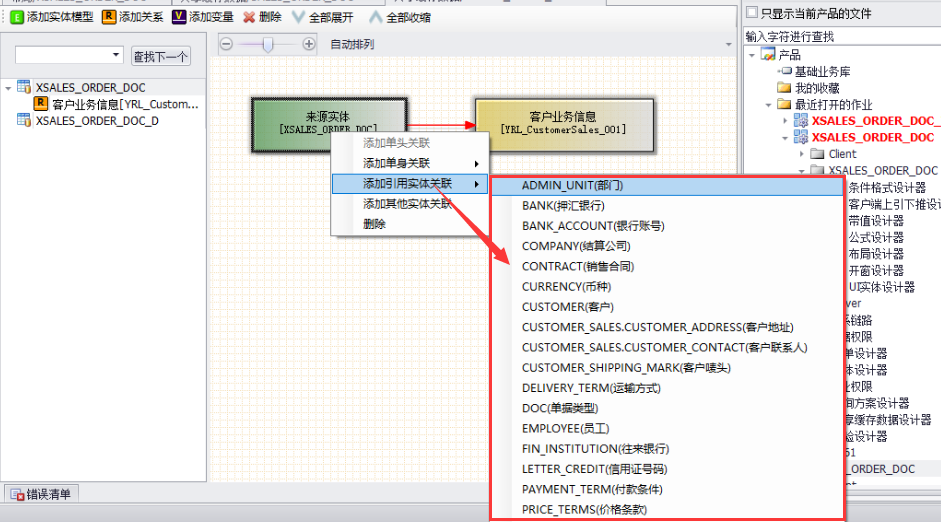 添加实体模型 添加关系 添加变量 删除 全部展开 全部收缩
查找下一个
XSALES_ORDER_DOC
客户业务信息[YRL_Custom...
XSALES_ORDER_DOC_D
自动排列
来源实体
[XSALES_ORDER_DOC]
客户业务信息
[YRL_CustomerSales_001]
添加单头关联
添加单身关联
添加引用实体关联
添加其他实体关联
删除
ADMIN_UNIT(部门)
BANK(押汇银行)
BANK_ACCOUNT(银行账号)
COMPANY(结算公司)
CONTRACT(销售合同)
CURRENCY(币种)
CUSTOMER(客户)
CUSTOMER_SALES.CUSTOMER_ADDRESS(客户地址)
CUSTOMER_SALES.CUSTOMER_CONTACT(客户联系人)
CUSTOMER_SHIPPING_MARK(客户唛头)
DELIVERY_TERM(运输方式)
DOC(单据类型)
EMPLOYEE(员工)
FIN_INSTITUTION(往来银行)
LETTER_CREDIT(信用证号码)
PAYMENT_TERM(付款条件)
PRICE_TERMS(价格条款)
只显示当前产品的文件
输入字符进行查找
产品
基础业务库
我的收藏
最近打开的作业
XSALES_ORDER_DOC_
XSALES_ORDER_DOC
Client
XSALES_ORDER_DOC
条件格式设计器
客户端上引下推设
带值设计器
公式设计器
布局设计器
开窗设计器
UI实体设计器
ver
链路
权限
单设计器
体设计器
权限
方案设计器
享缓存数据设计器
设计器
51
_ORDER_DOC
错误清单